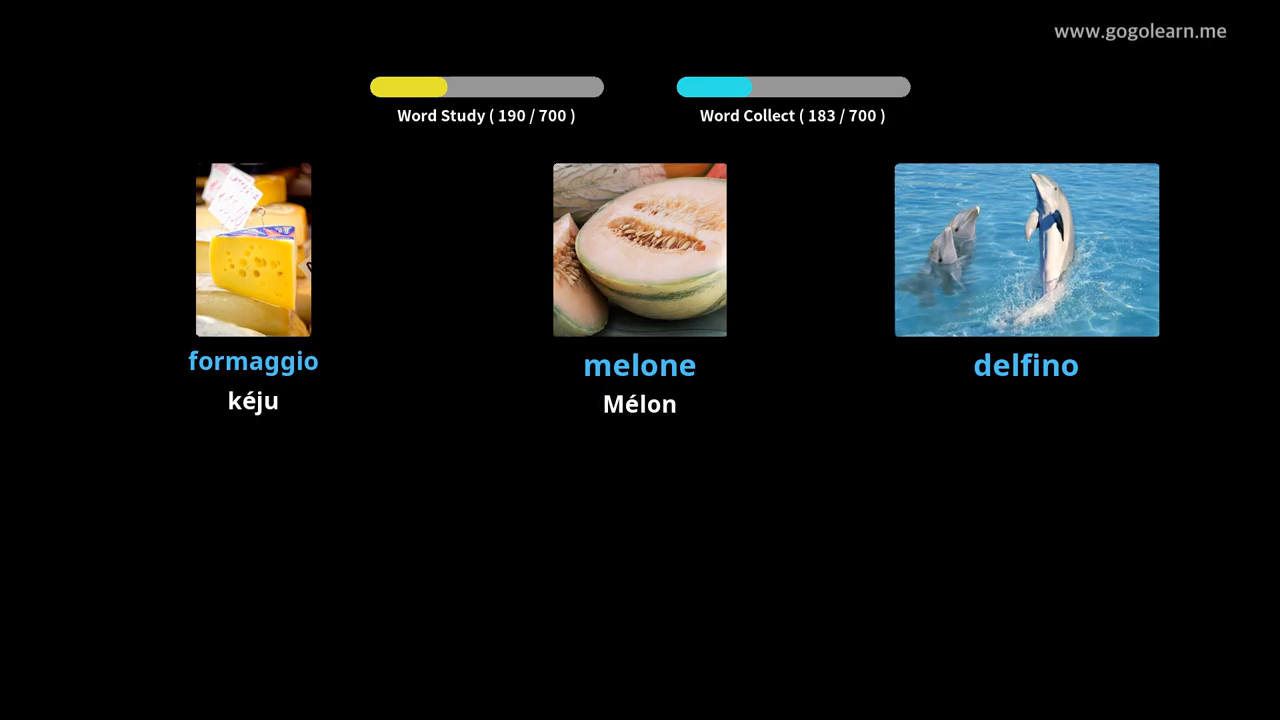 www.gogolearn.me
Word Study ( 190 / 700 )
Word Collect ( 183 / 700 )
formaggio
melone
delfino
kéju
Mélon